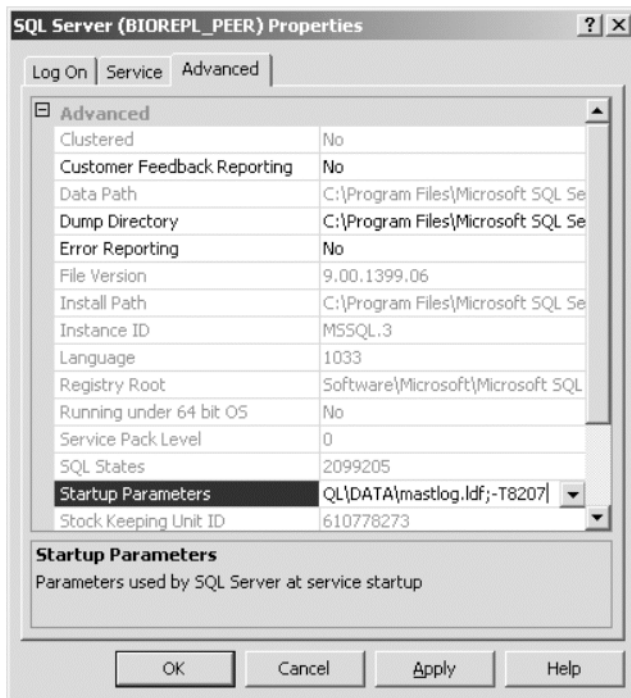 SQL Server (BIOREPL_PEER) Properties
Log On Service Advanced
Advanced
Clustered No
Customer Feedback Reporting No
Data Path C:\Program Files\Microsoft SQL Se
Dump Directory C:\Program Files\Microsoft SQL Se
Error Reporting No
File Version 9.00.1399.06
Install Path C:\Program Files\Microsoft SQL Se
Instance ID MSSQL.3
Language 1033
Registry Root Software\Microsoft\Microsoft SQL
Running under 64 bit OS No
Service Pack Level 0
SQL States 2099205
Startup Parameters QL\DATA\mastlog.ldf;-T8207
Stock Keeping Unit ID 610778273
Startup Parameters
Parameters used by SQL Server at service startup
OK Cancel Apply Help